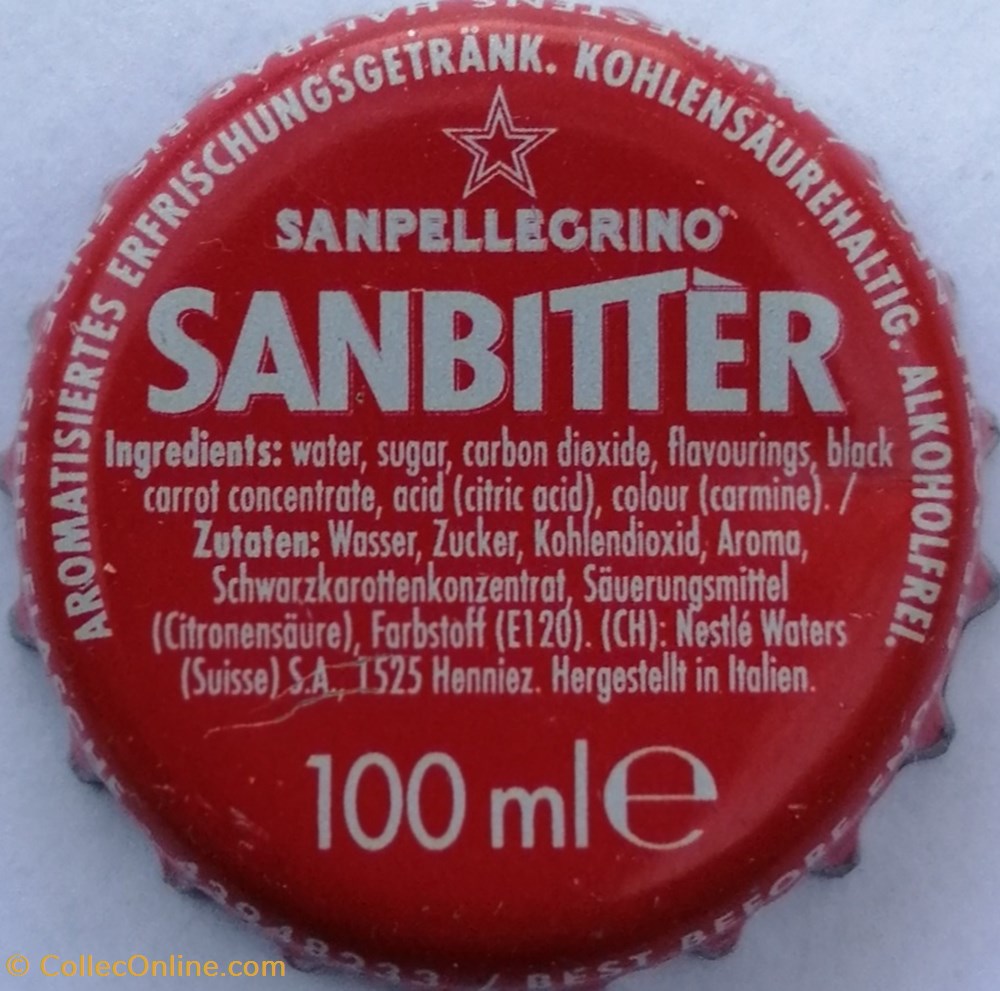 AROMATISIERTES ERFRISCHUNGSGETRÄNK. KOHLENSÄUREHALTIG. ALKOHOLFREI.
SANPELLEGRINO®
SANBITTÈR
Ingredients: water, sugar, carbon dioxide, flavourings, black
carrot concentrate, acid (citric acid), colour (carmine). /
Zutaten: Wasser, Zucker, Kohlendioxid, Aroma,
Schwarzkarottenkonzentrat, Säuerungsmittel
(Citronensäure), Farbstoff (E120). (CH): Nestlé Waters
(Suisse) S.A, 1525 Henniez. Hergestellt in Italien.
100 ml e
/ BEST BEFORE
© CollecOnline.com